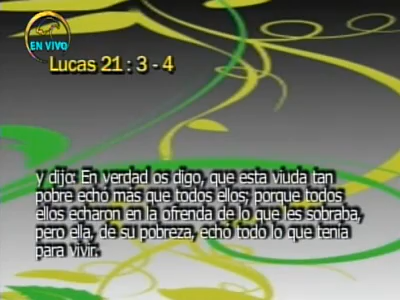 EN VIVO
Lucas 21 : 3 - 4
y dijo: En verdad os digo, que esta viuda tan
pobre echó más que todos ellos; porque todos
ellos echaron en la ofrenda de lo que les sobraba,
pero ella, de su pobreza, echó todo lo que tenía
para vivir.